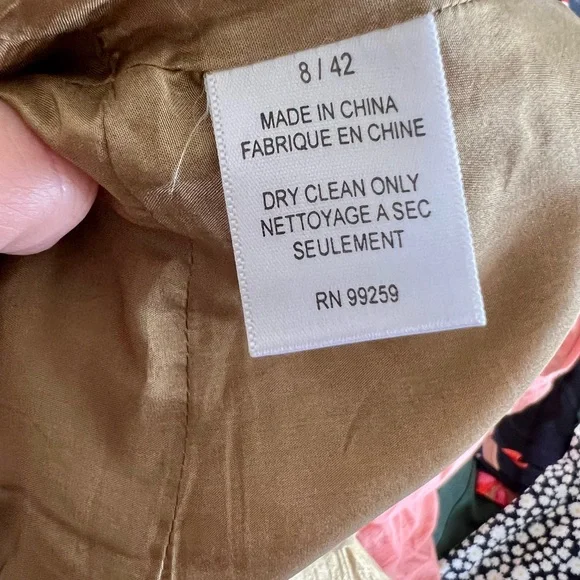 8 / 42
MADE IN CHINA
FABRIQUE EN CHINE
DRY CLEAN ONLY
NETTOYAGE A SEC
SEULEMENT
RN 99259